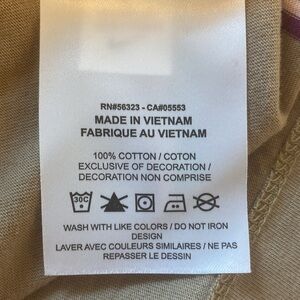 RN#56323 - CA#05553
MADE IN VIETNAM
FABRIQUE AU VIETNAM
100% COTTON / COTON
EXCLUSIVE OF DECORATION /
DECORATION NON COMPRISE
30C
WASH WITH LIKE COLORS / DO NOT IRON
DESIGN
LAVER AVEC COULEURS SIMILAIRES / NE PAS
REPASSER LE DESSIN